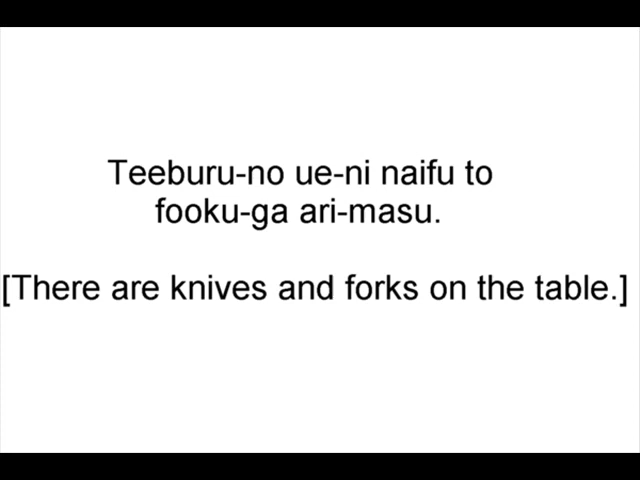 Teeburu-no ue-ni naifu to
fooku-ga ari-masu.
[There are knives and forks on the table.]